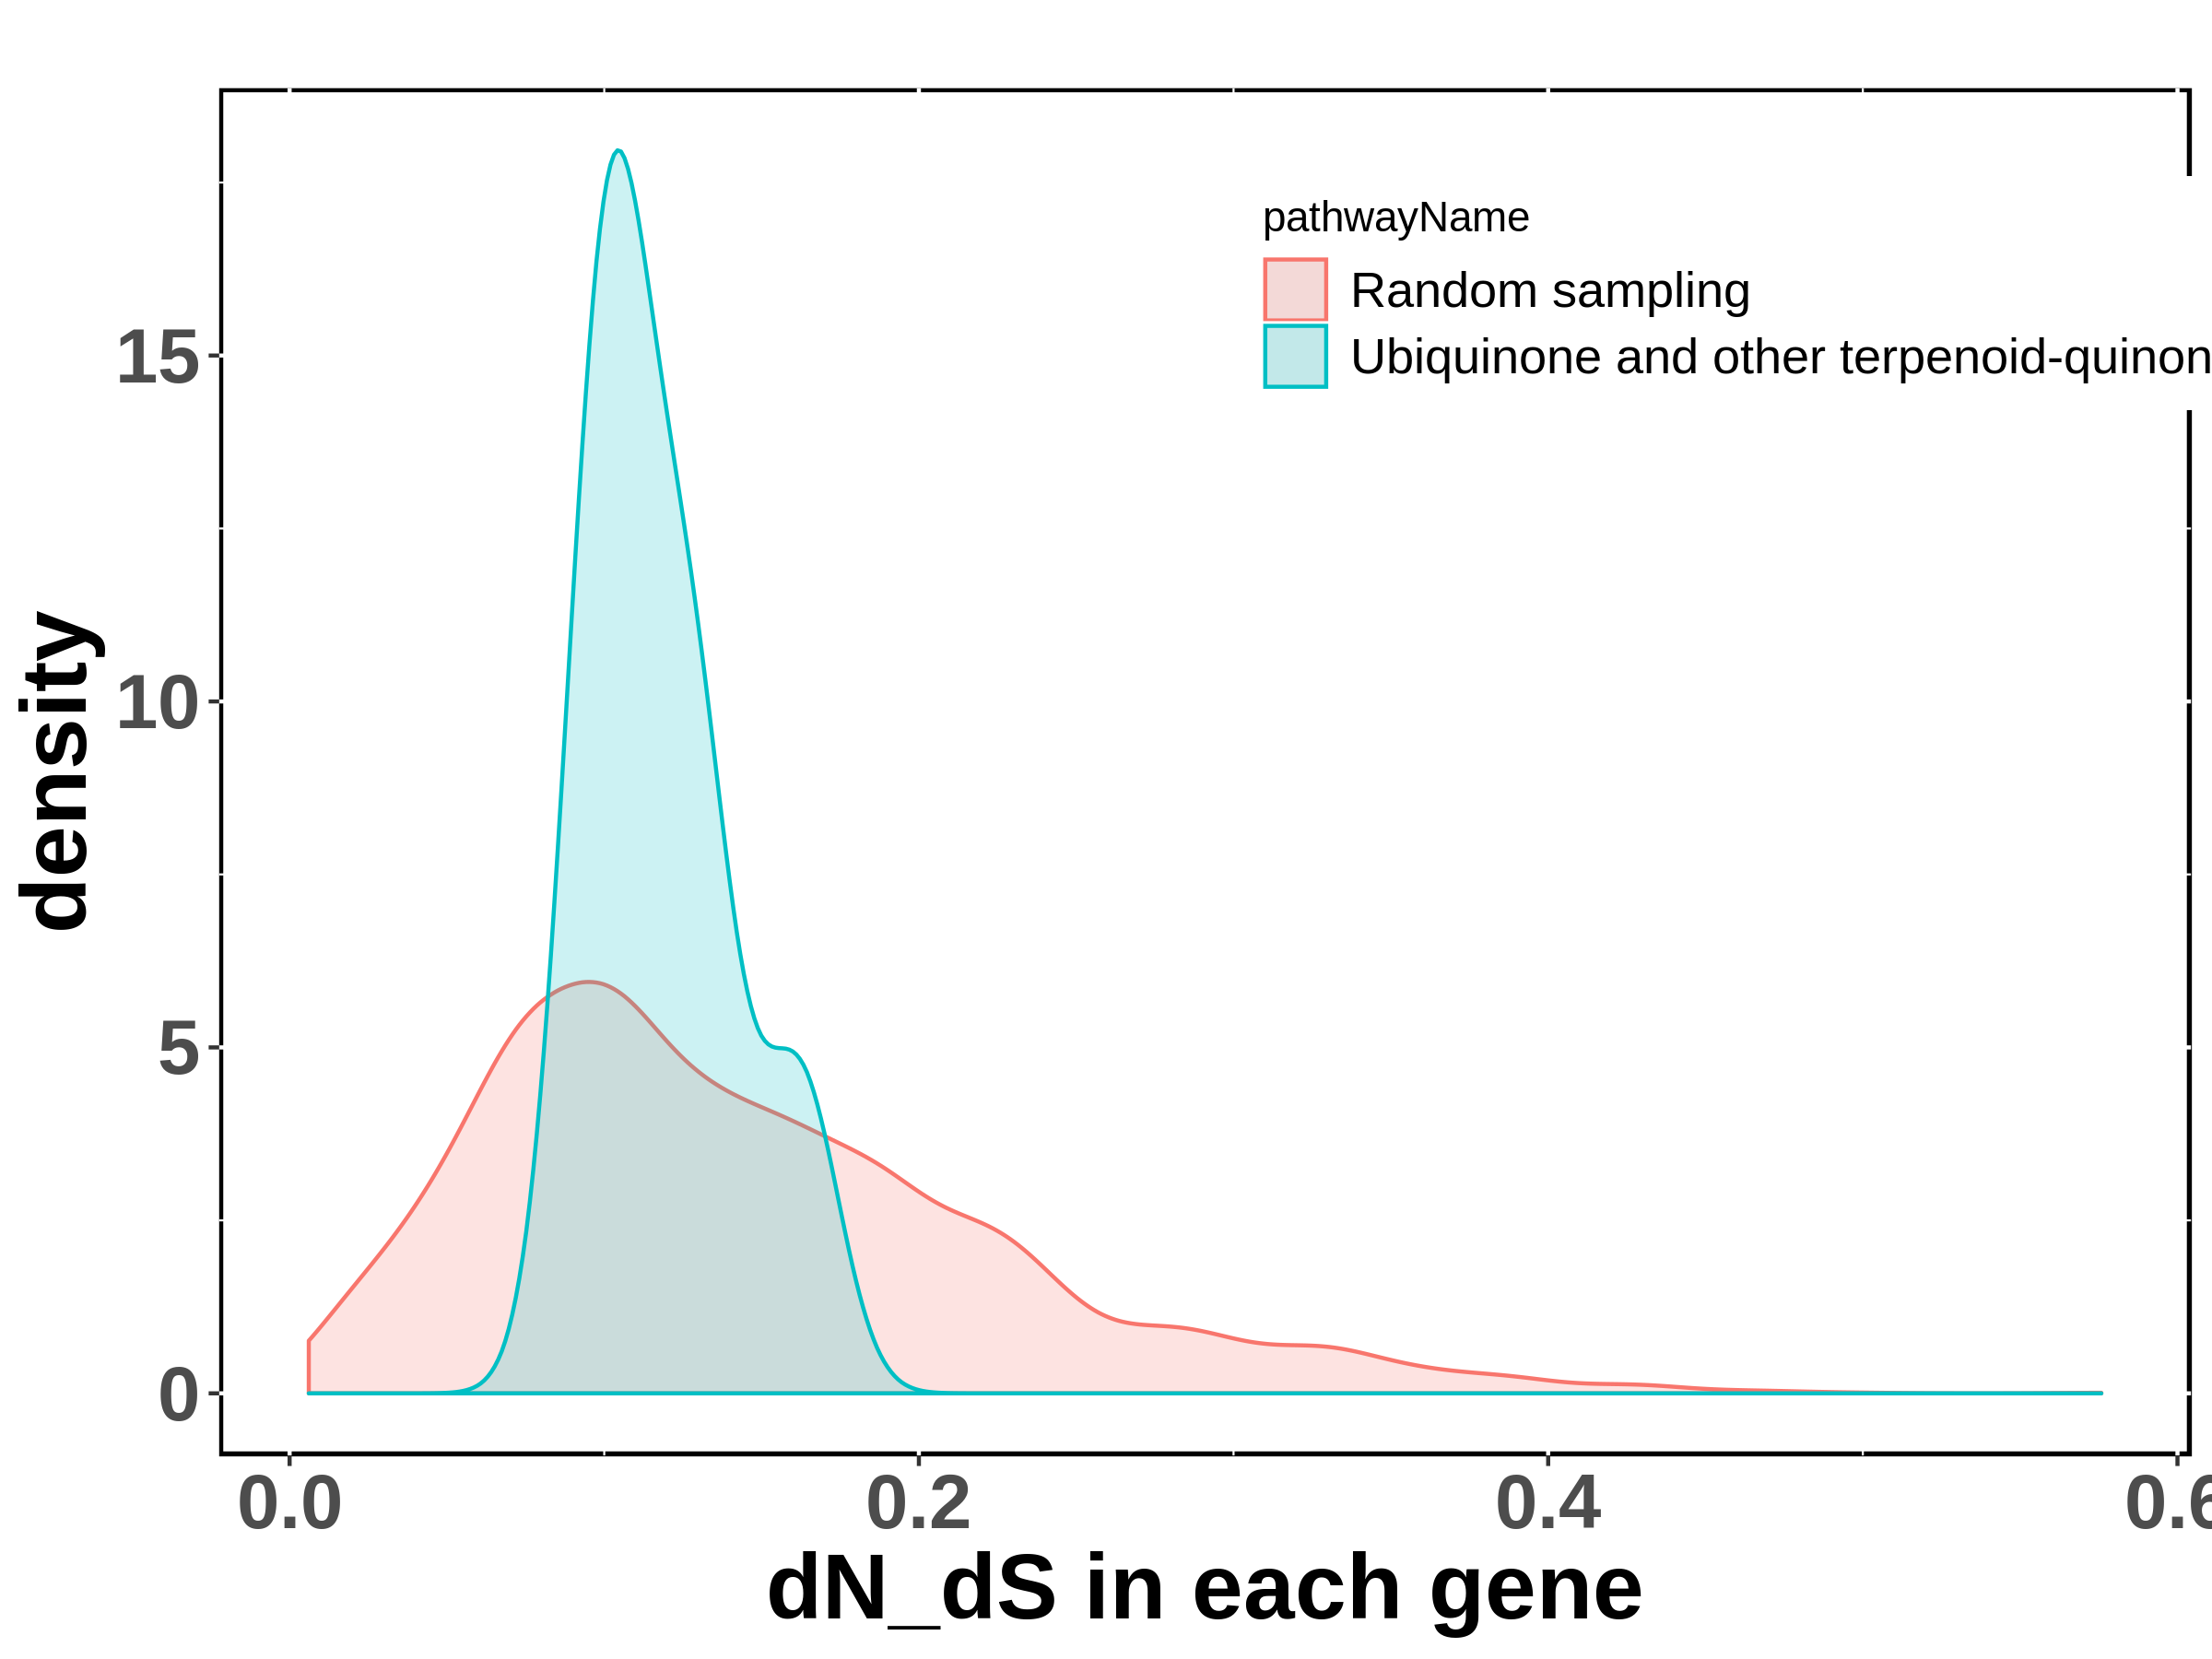 pathwayName
Random sampling
Ubiquinone and other terpenoid-quinon
15
10
5
0
density
0.0 0.2 0.4 0.6
dN_dS in each gene